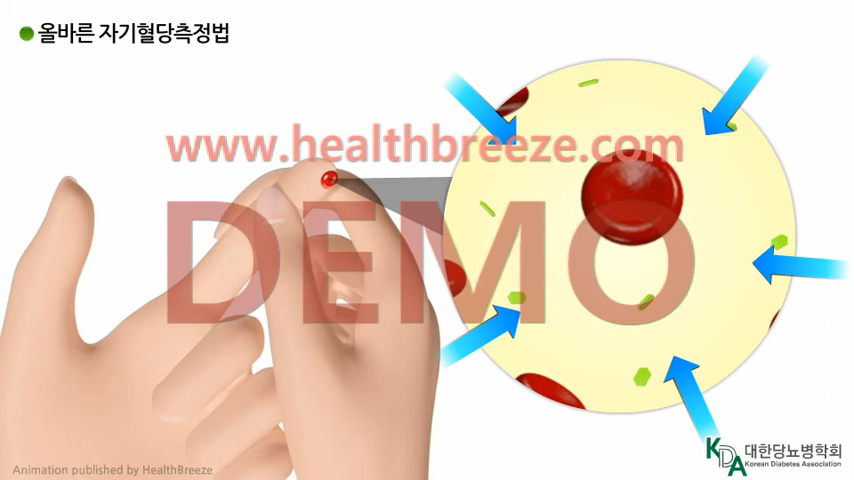 올바른 자기혈당측정법
www.healthbreeze.com
DEMO
KDA 대한당뇨병학회
Korean Diabetes Association
Animation published by HealthBreeze